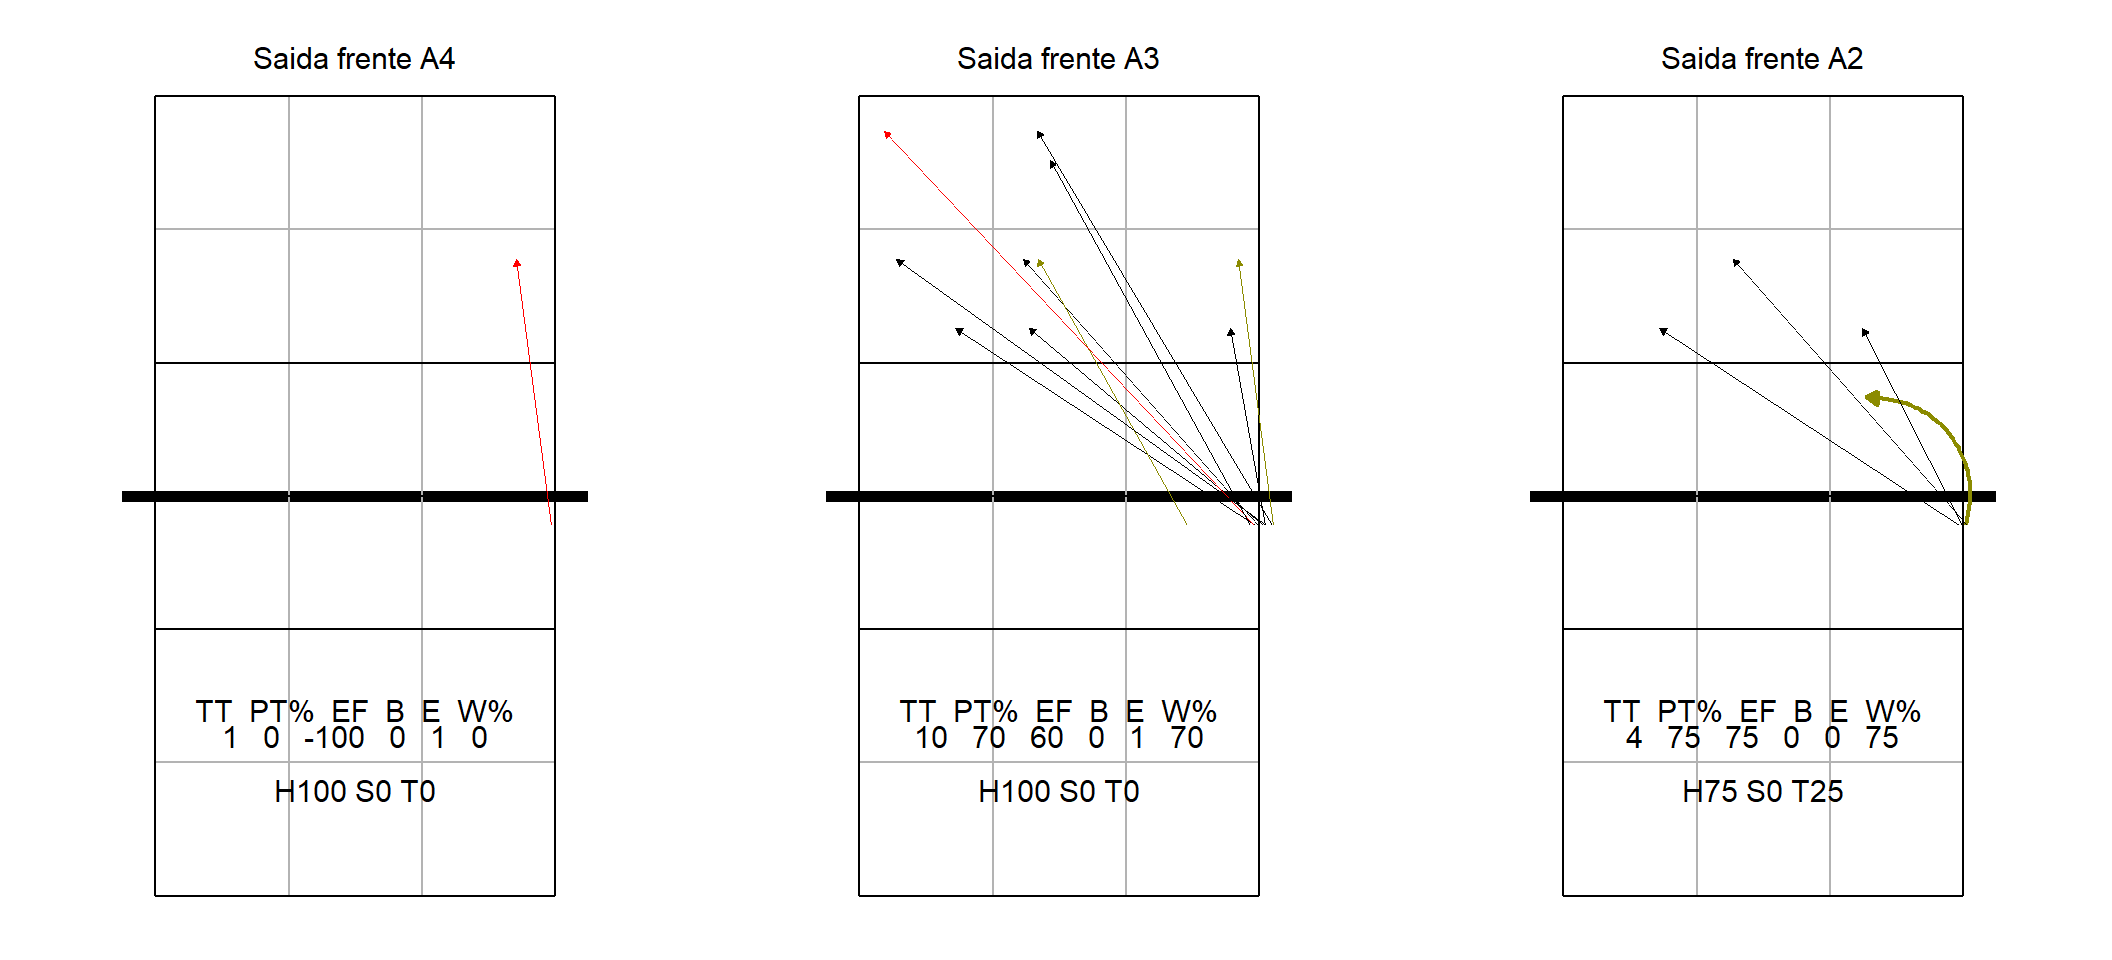 Saida frente A4
TT PT% EF B E W%
1 0 -100 0 1 0
H100 S0 T0
Saida frente A3
TT PT% EF B E W%
10 70 60 0 1 70
H100 S0 T0
Saida frente A2
TT PT% EF B E W%
4 75 75 0 0 75
H75 S0 T25